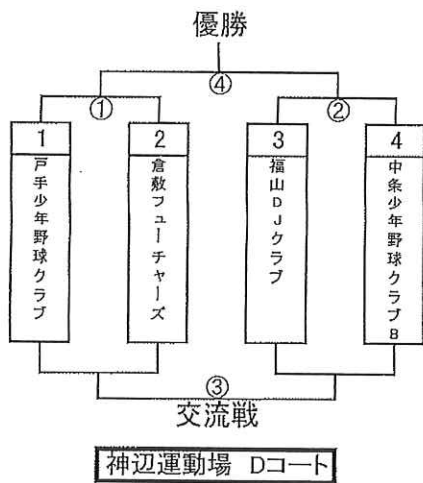 優勝
④
① ②
1 2 3 4
戸手少年野球クラブ
倉敷フューチャーズ
福山DJクラブ
中条少年野球クラブB
③
交流戦
神辺運動場 Dコート